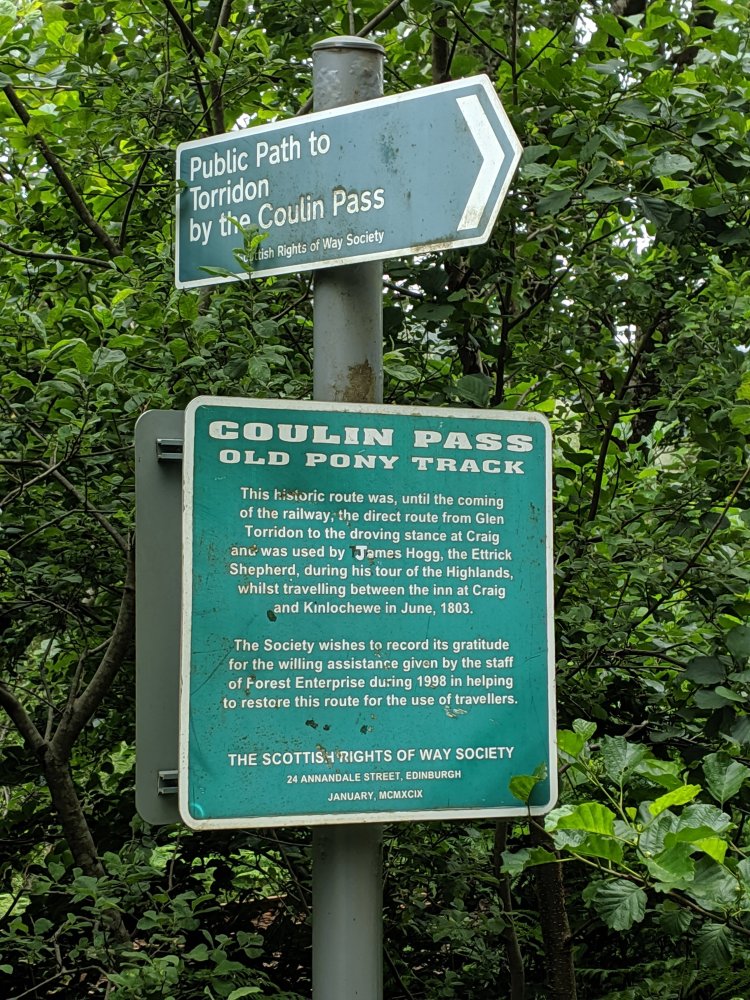 Public Path to
Torridon
by the Coulin Pass
Scottish Rights of Way Society
COULIN PASS
OLD PONY TRACK
This historic route was, until the coming
of the railway, the direct route from Glen
Torridon to the droving stance at Craig
and was used by James Hogg, the Ettrick
Shepherd, during his tour of the Highlands,
whilst travelling between the inn at Craig
and Kinlochewe in June, 1803.
The Society wishes to record its gratitude
for the willing assistance given by the staff
of Forest Enterprise during 1998 in helping
to restore this route for the use of travellers.
THE SCOTTISH RIGHTS OF WAY SOCIETY
24 ANNANDALE STREET, EDINBURGH
JANUARY, MCMXCIX